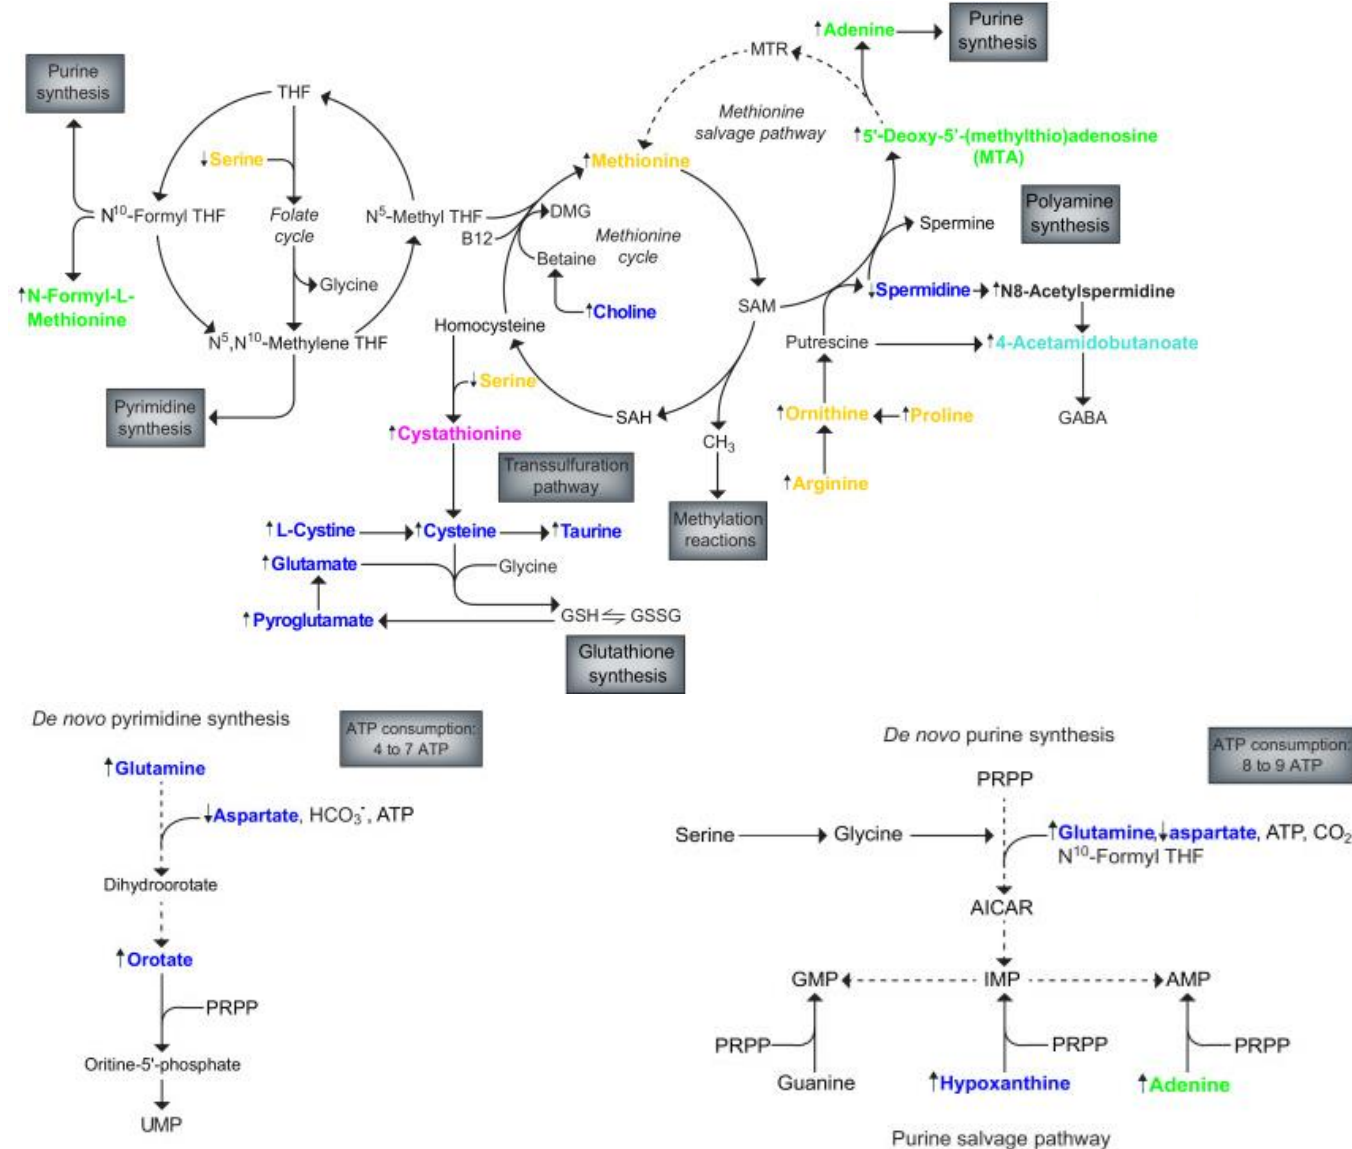 ↑Adenine
Purine
synthesis
MTR
Purine
synthesis
THF
Methionine
salvage pathway
↑5'-Deoxy-5'-(methylthio)adenosine
(MTA)
↓Serine
↑Methionine
Polyamine
synthesis
N10-Formyl THF
Folate
cycle
N5-Methyl THF
B12
DMG
Methionine
cycle
Spermine
Betaine
Glycine
↓Spermidine
↑N8-Acetylspermidine
↑N-Formyl-L-
Methionine
↑Choline
SAM
Homocysteine
N5,N10-Methylene THF
Putrescine
↑4-Acetamidobutanoate
Pyrimidine
synthesis
↓Serine
SAH
↑Ornithine
↑Proline
GABA
↑Cystathionine
CH3
Transsulfuration
pathway
↑Arginine
↑L-Cystine
↑Cysteine
↑Taurine
Methylation
reactions
↑Glutamate
Glycine
↑Pyroglutamate
GSH ⇌ GSSG
Glutathione
synthesis
De novo pyrimidine synthesis
ATP consumption:
4 to 7 ATP
↑Glutamine
↓Aspartate, HCO3-, ATP
Dihydroorotate
↑Orotate
PRPP
Oritine-5'-phosphate
UMP
De novo purine synthesis
ATP consumption:
8 to 9 ATP
PRPP
Serine
Glycine
↑Glutamine,↓aspartate, ATP, CO2
N10-Formyl THF
AICAR
GMP
IMP
AMP
PRPP
PRPP
PRPP
Guanine
↑Hypoxanthine
↑Adenine
Purine salvage pathway